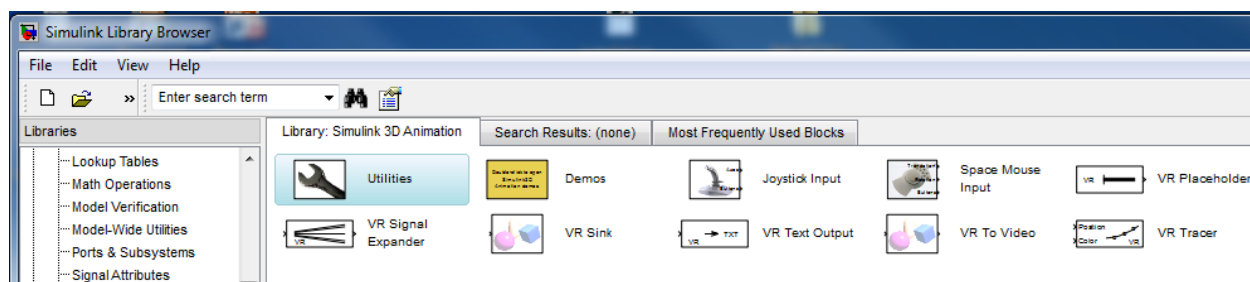 Simulink Library Browser
File Edit View Help
» Enter search term
Libraries
Library: Simulink 3D Animation
Search Results: (none)
Most Frequently Used Blocks
Lookup Tables
Math Operations
Model Verification
Model-Wide Utilities
Ports & Subsystems
Signal Attributes
Utilities
Demos
Joystick Input
Space Mouse
Input
VR
VR Placeholder
VR
VR Signal
Expander
VR Sink
VR TXT
VR Text Output
VR To Video
Position
Color VR
VR Tracer